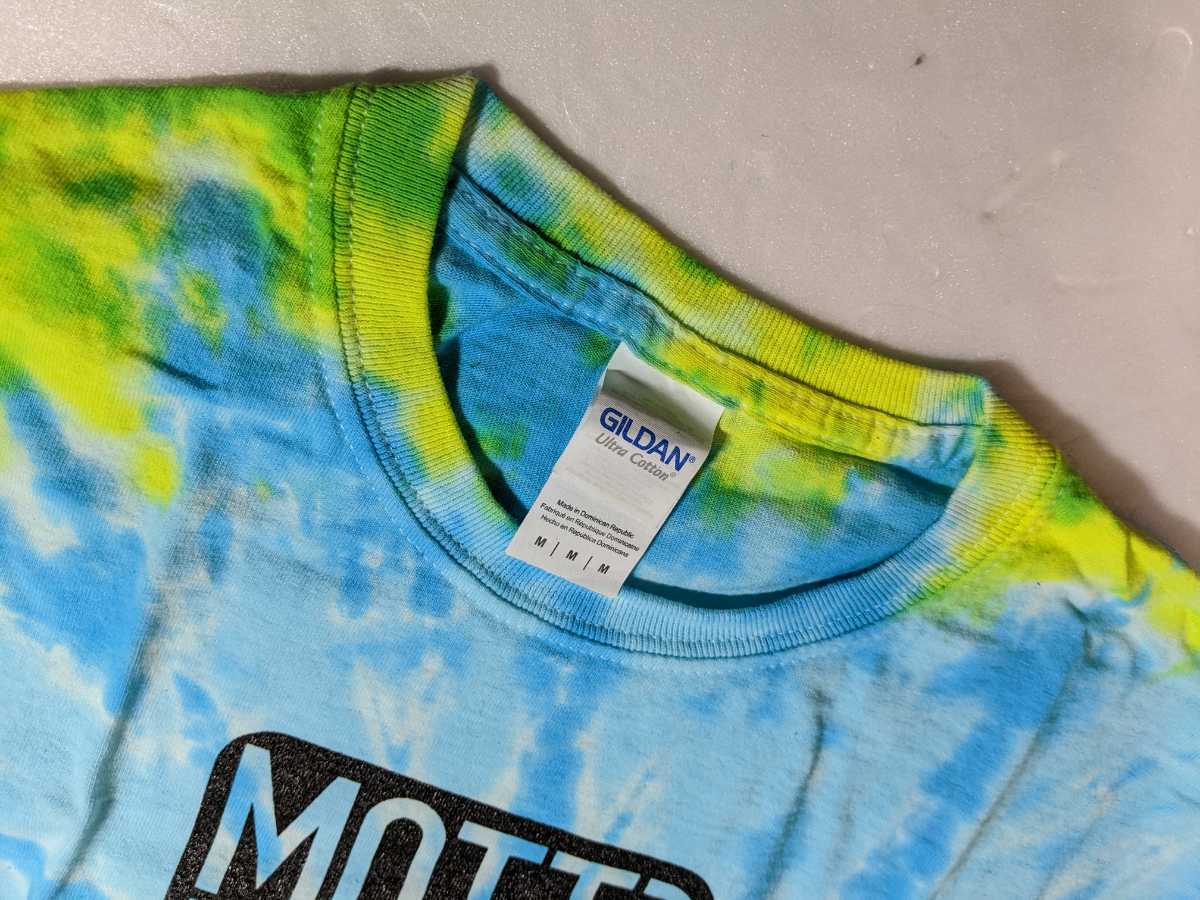 GILDAN®
Ultra Cotton®
Made in Dominican Republic
Fabriqué en République Dominicaine
Hecho en República Dominicana
M | M | M